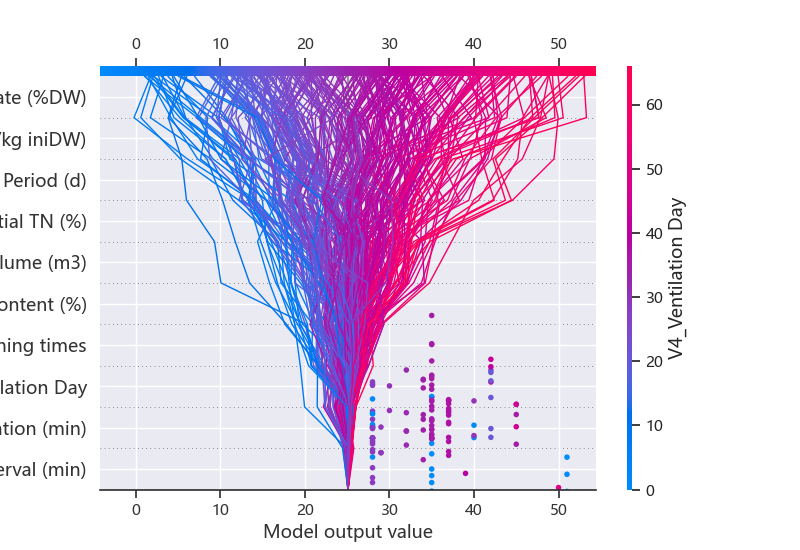 0 10 20 30 40 50
ate (%DW)
/kg iniDW)
Period (d)
tial TN (%)
lume (m3)
ontent (%)
ning times
lation Day
ation (min)
erval (min)
0 10 20 30 40 50
Model output value
60
50
40
30
20
10
0
V4_Ventilation Day